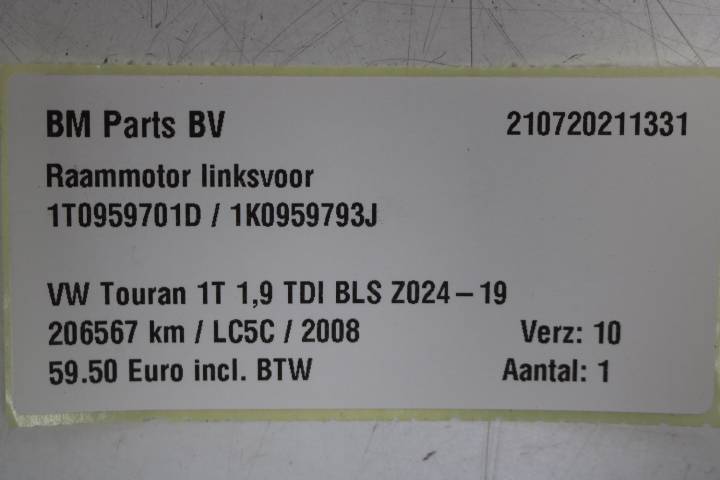 BM Parts BV 210720211331
Raammotor linksvoor
1T0959701D / 1K0959793J
VW Touran 1T 1,9 TDI BLS Z024-19
206567 km / LC5C / 2008 Verz: 10
59.50 Euro incl. BTW Aantal: 1